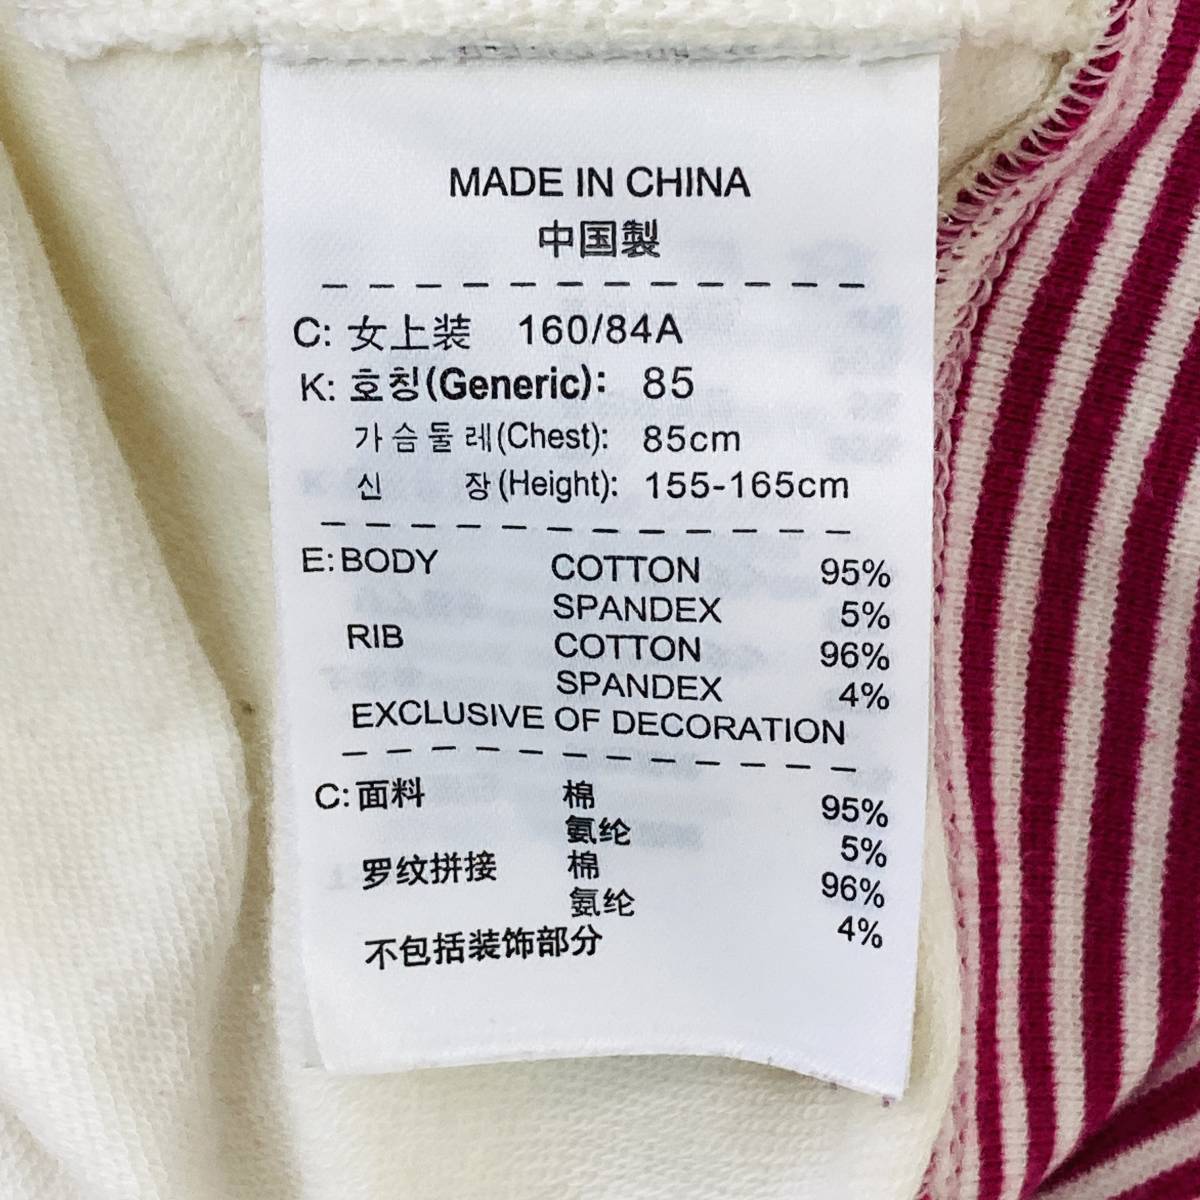 MADE IN CHINA
中国製
C: 女上装 160/84A
K: 호칭(Generic): 85
가슴둘레(Chest): 85cm
신 장(Height): 155-165cm
E: BODY COTTON 95%
SPANDEX 5%
RIB COTTON 96%
SPANDEX 4%
EXCLUSIVE OF DECORATION
C: 面料 棉 95%
氨纶 5%
罗纹拼接 棉 96%
氨纶 4%
不包括装饰部分